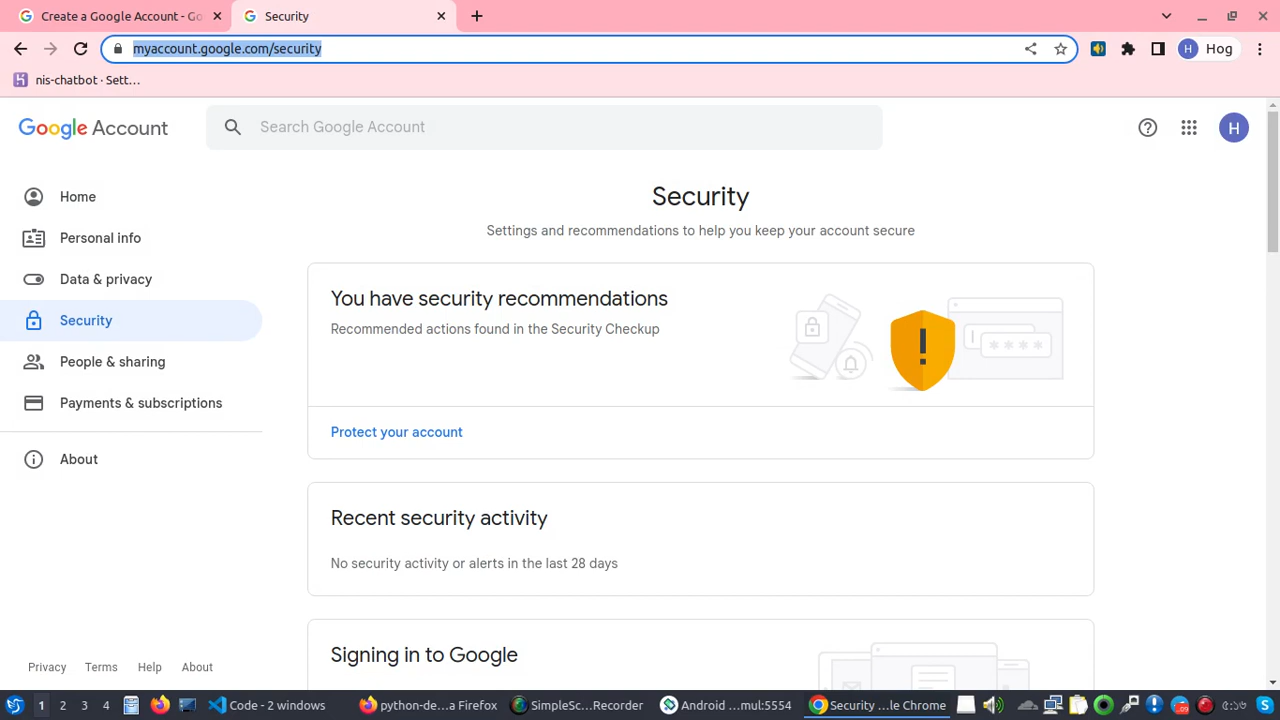 Create a Google Account - Go
Security
myaccount.google.com/security
H
Hog
nis-chatbot · Sett…
Google Account
Search Google Account
H
Home
Personal info
Data & privacy
Security
People & sharing
Payments & subscriptions
About
Privacy
Terms
Help
About
Security
Settings and recommendations to help you keep your account secure
You have security recommendations
Recommended actions found in the Security Checkup
Protect your account
Recent security activity
No security activity or alerts in the last 28 days
Signing in to Google
1
2
3
4
Code - 2 windows
python-de…a Firefox
SimpleSc…Recorder
Android …mul:5554
Security …le Chrome
৫:১৬